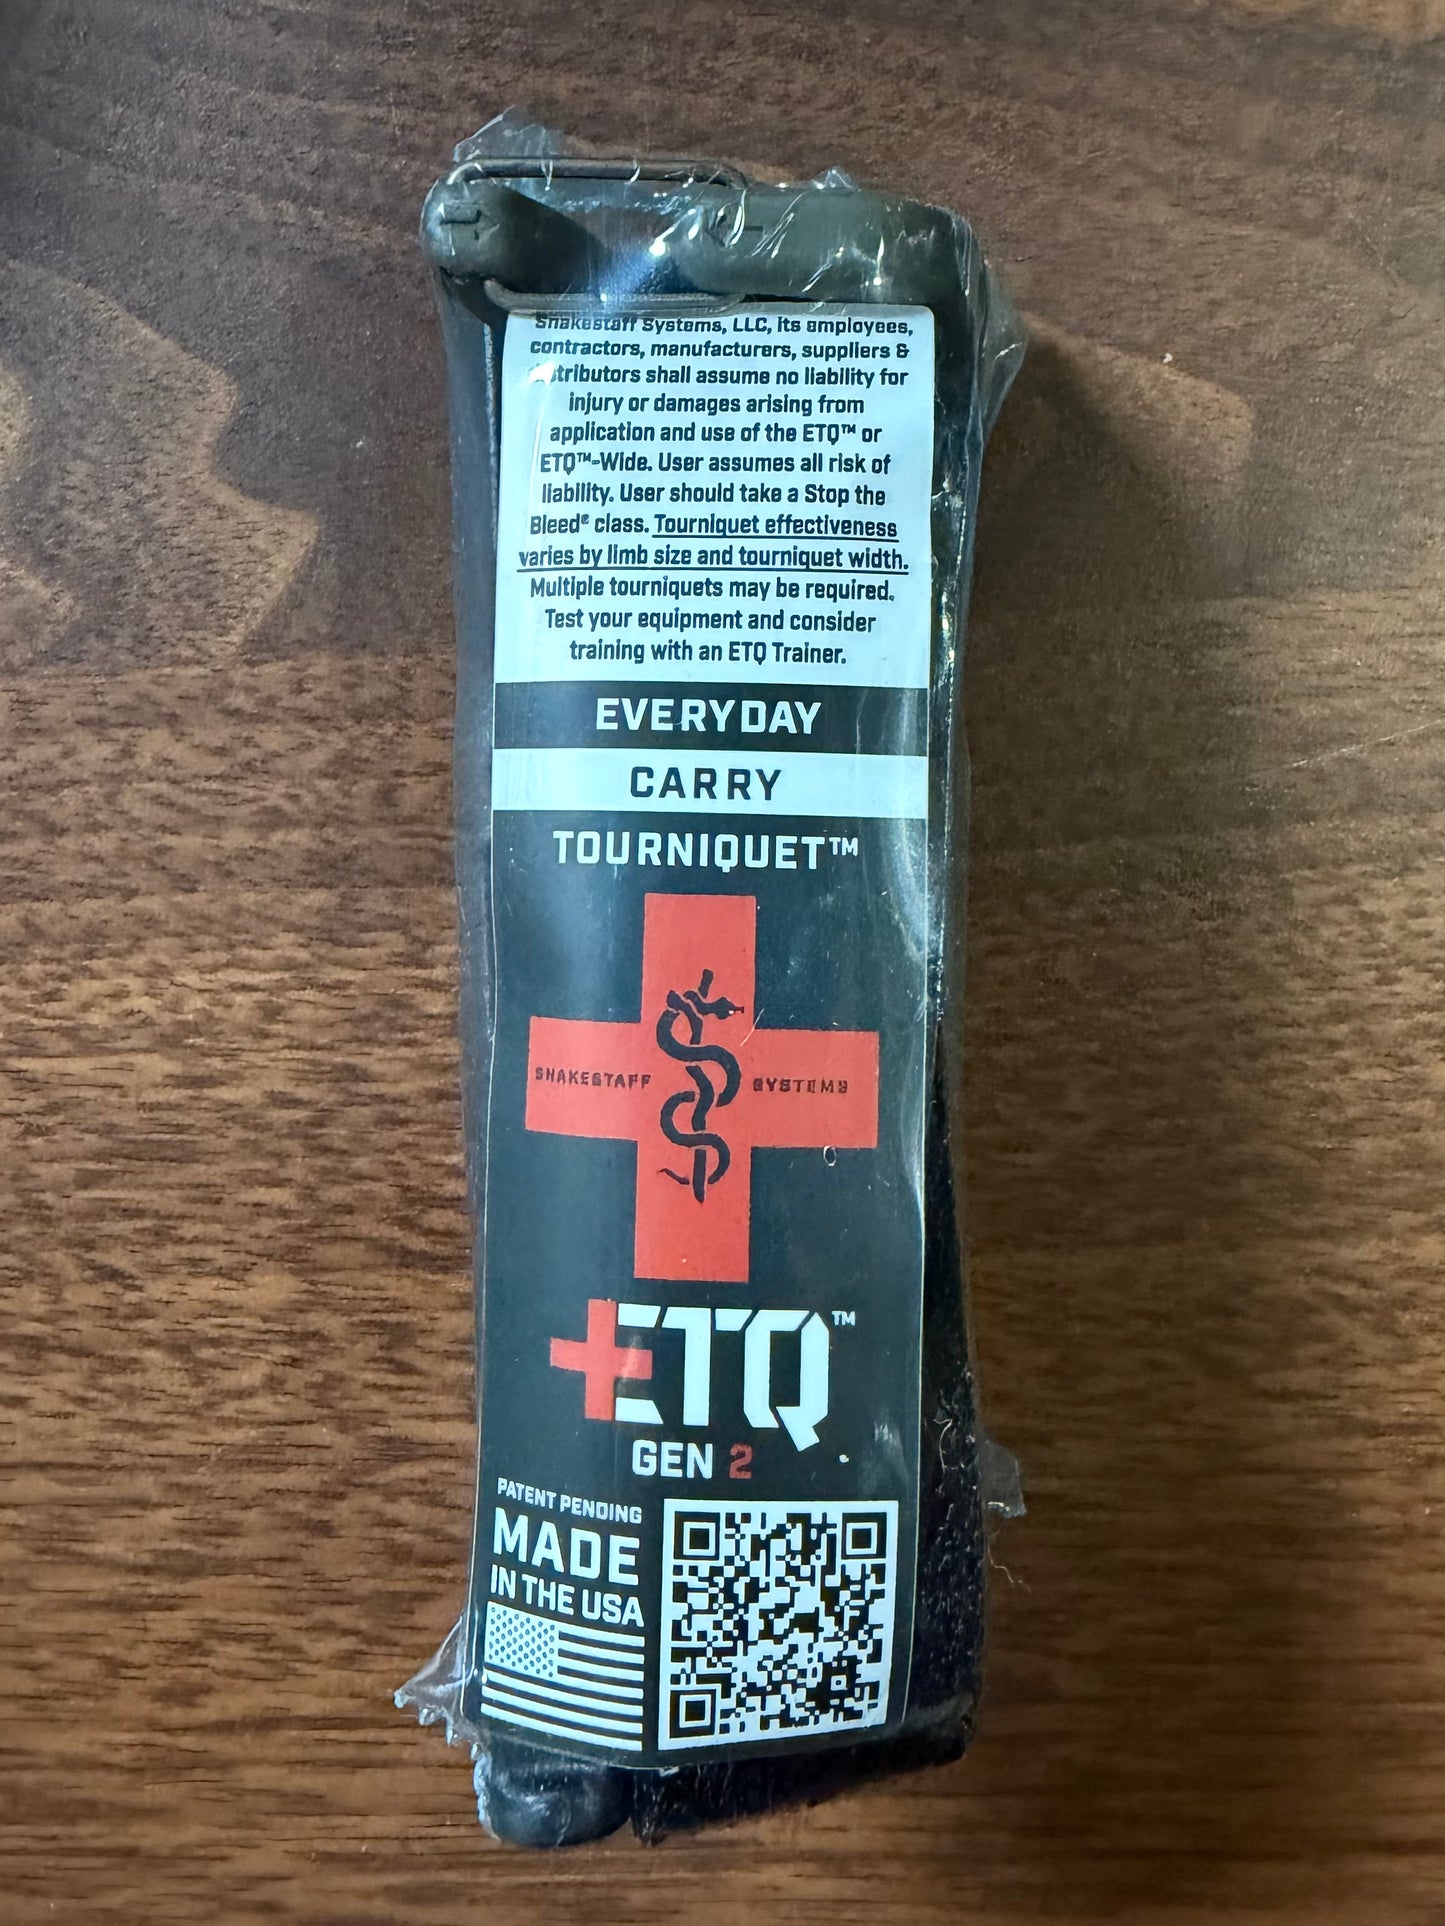 Snakestaff Systems, LLC, its employees,
contractors, manufacturers, suppliers &
distributors shall assume no liability for
injury or damages arising from
application and use of the ETQ™ or
ETQ™-Wide. User assumes all risk of
liability. User should take a Stop the
Bleed® class. Tourniquet effectiveness
varies by limb size and tourniquet width.
Multiple tourniquets may be required.
Test your equipment and consider
training with an ETQ Trainer.
EVERYDAY
CARRY
TOURNIQUET™
SNAKESTAFF SYSTEMS
ETQ™
GEN 2
PATENT PENDING
MADE
IN THE USA